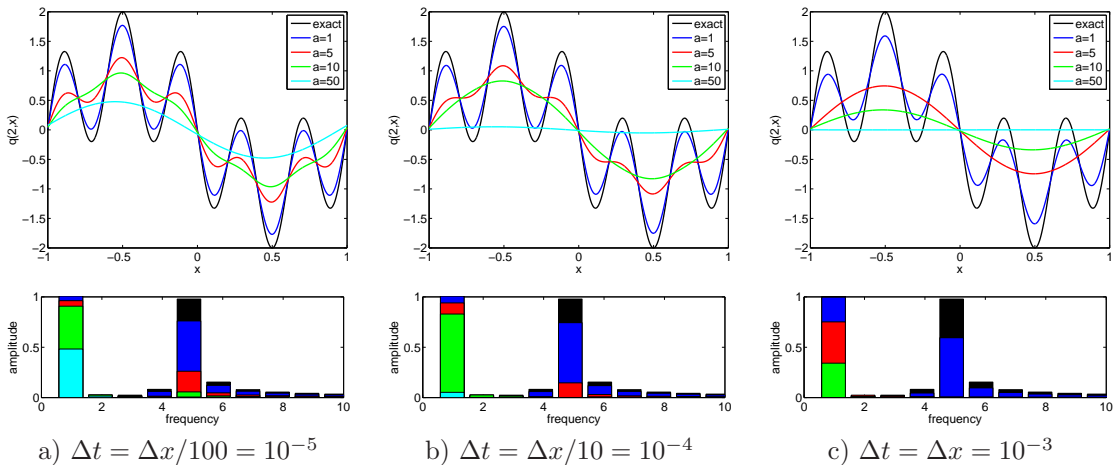 2
1.5
1
0.5
0
−0.5
−1
−1.5
−2
q(2,x)
−1 −0.5 0 0.5 1
x
exact
a=1
a=5
a=10
a=50
2
1.5
1
0.5
0
−0.5
−1
−1.5
−2
q(2,x)
−1 −0.5 0 0.5 1
x
exact
a=1
a=5
a=10
a=50
2
1.5
1
0.5
0
−0.5
−1
−1.5
−2
q(2,x)
−1 −0.5 0 0.5 1
x
exact
a=1
a=5
a=10
a=50
1
0.5
0
amplitude
0 2 4 6 8 10
frequency
1
0.5
0
amplitude
0 2 4 6 8 10
frequency
1
0.5
0
amplitude
0 2 4 6 8 10
frequency
a) Δt = Δx/100 = 10⁻⁵
b) Δt = Δx/10 = 10⁻⁴
c) Δt = Δx = 10⁻³